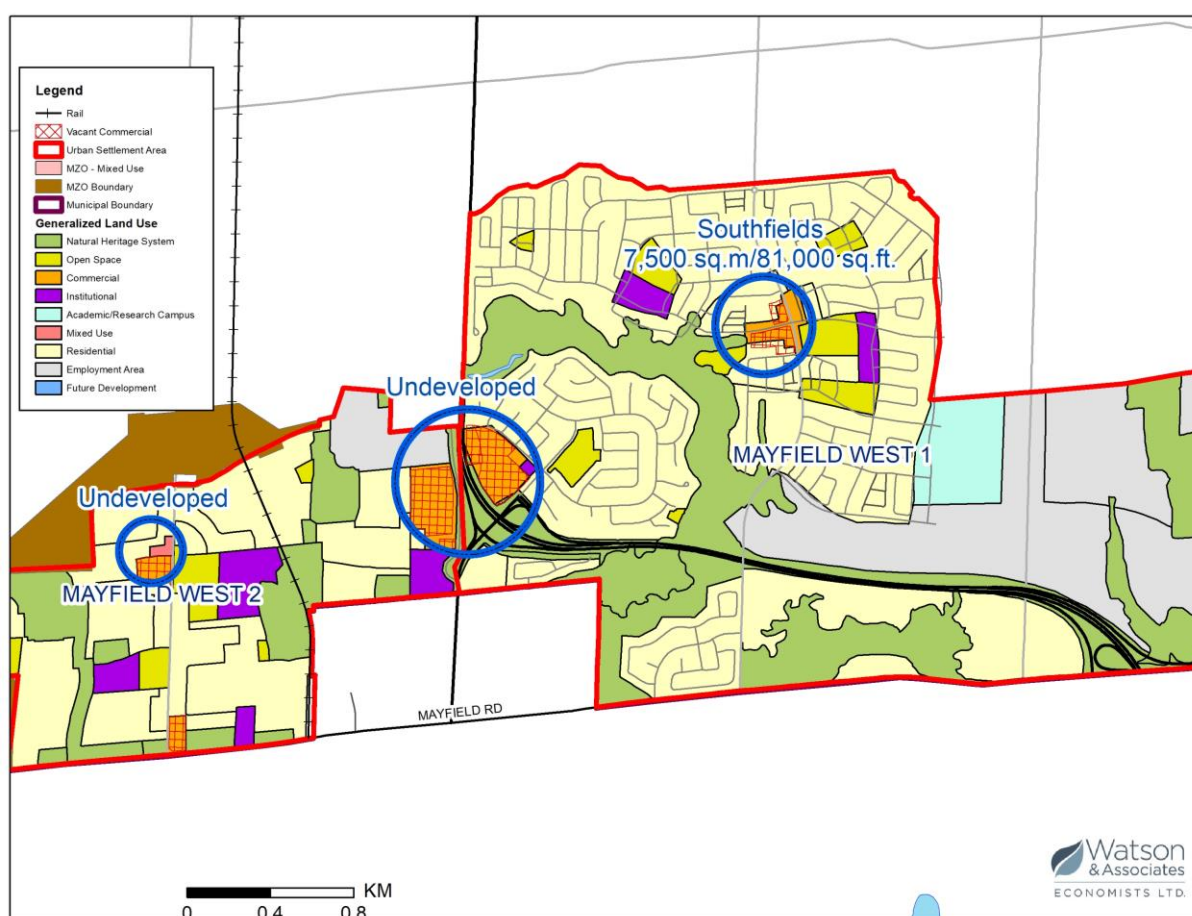 Legend
Rail
Vacant Commercial
Urban Settlement Area
MZO - Mixed Use
MZO Boundary
Municipal Boundary
Generalized Land Use
Natural Heritage System
Open Space
Commercial
Institutional
Academic/Research Campus
Mixed Use
Residential
Employment Area
Future Development
Southfields
7,500 sq.m/81,000 sq.ft.
Undeveloped
MAYFIELD WEST 1
Undeveloped
MAYFIELD WEST 2
MAYFIELD RD
KM
0 0.4 0.8
Watson
& Associates
ECONOMISTS LTD.